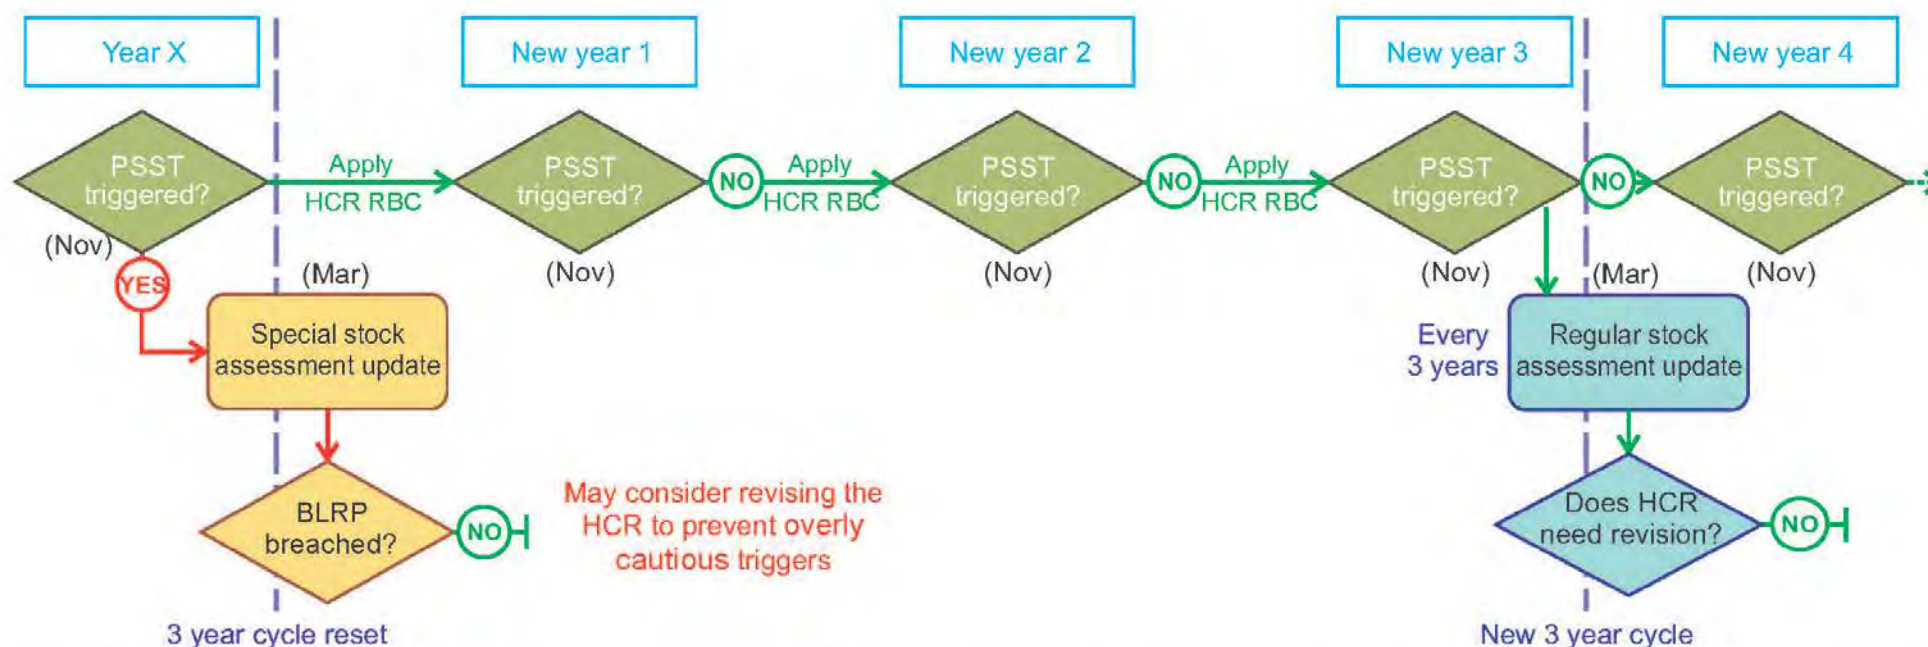 Year X
New year 1
New year 2
New year 3
New year 4
PSST
triggered?
Apply
HCR RBC
PSST
triggered?
NO
Apply
HCR RBC
PSST
triggered?
NO
Apply
HCR RBC
PSST
triggered?
NO
PSST
triggered?
(Nov)
(Nov)
(Nov)
(Nov)
(Nov)
YES
(Mar)
(Mar)
Special stock
assessment update
Every
3 years
Regular stock
assessment update
BLRP
breached?
NO
May consider revising the
HCR to prevent overly
cautious triggers
Does HCR
need revision?
NO
3 year cycle reset
New 3 year cycle